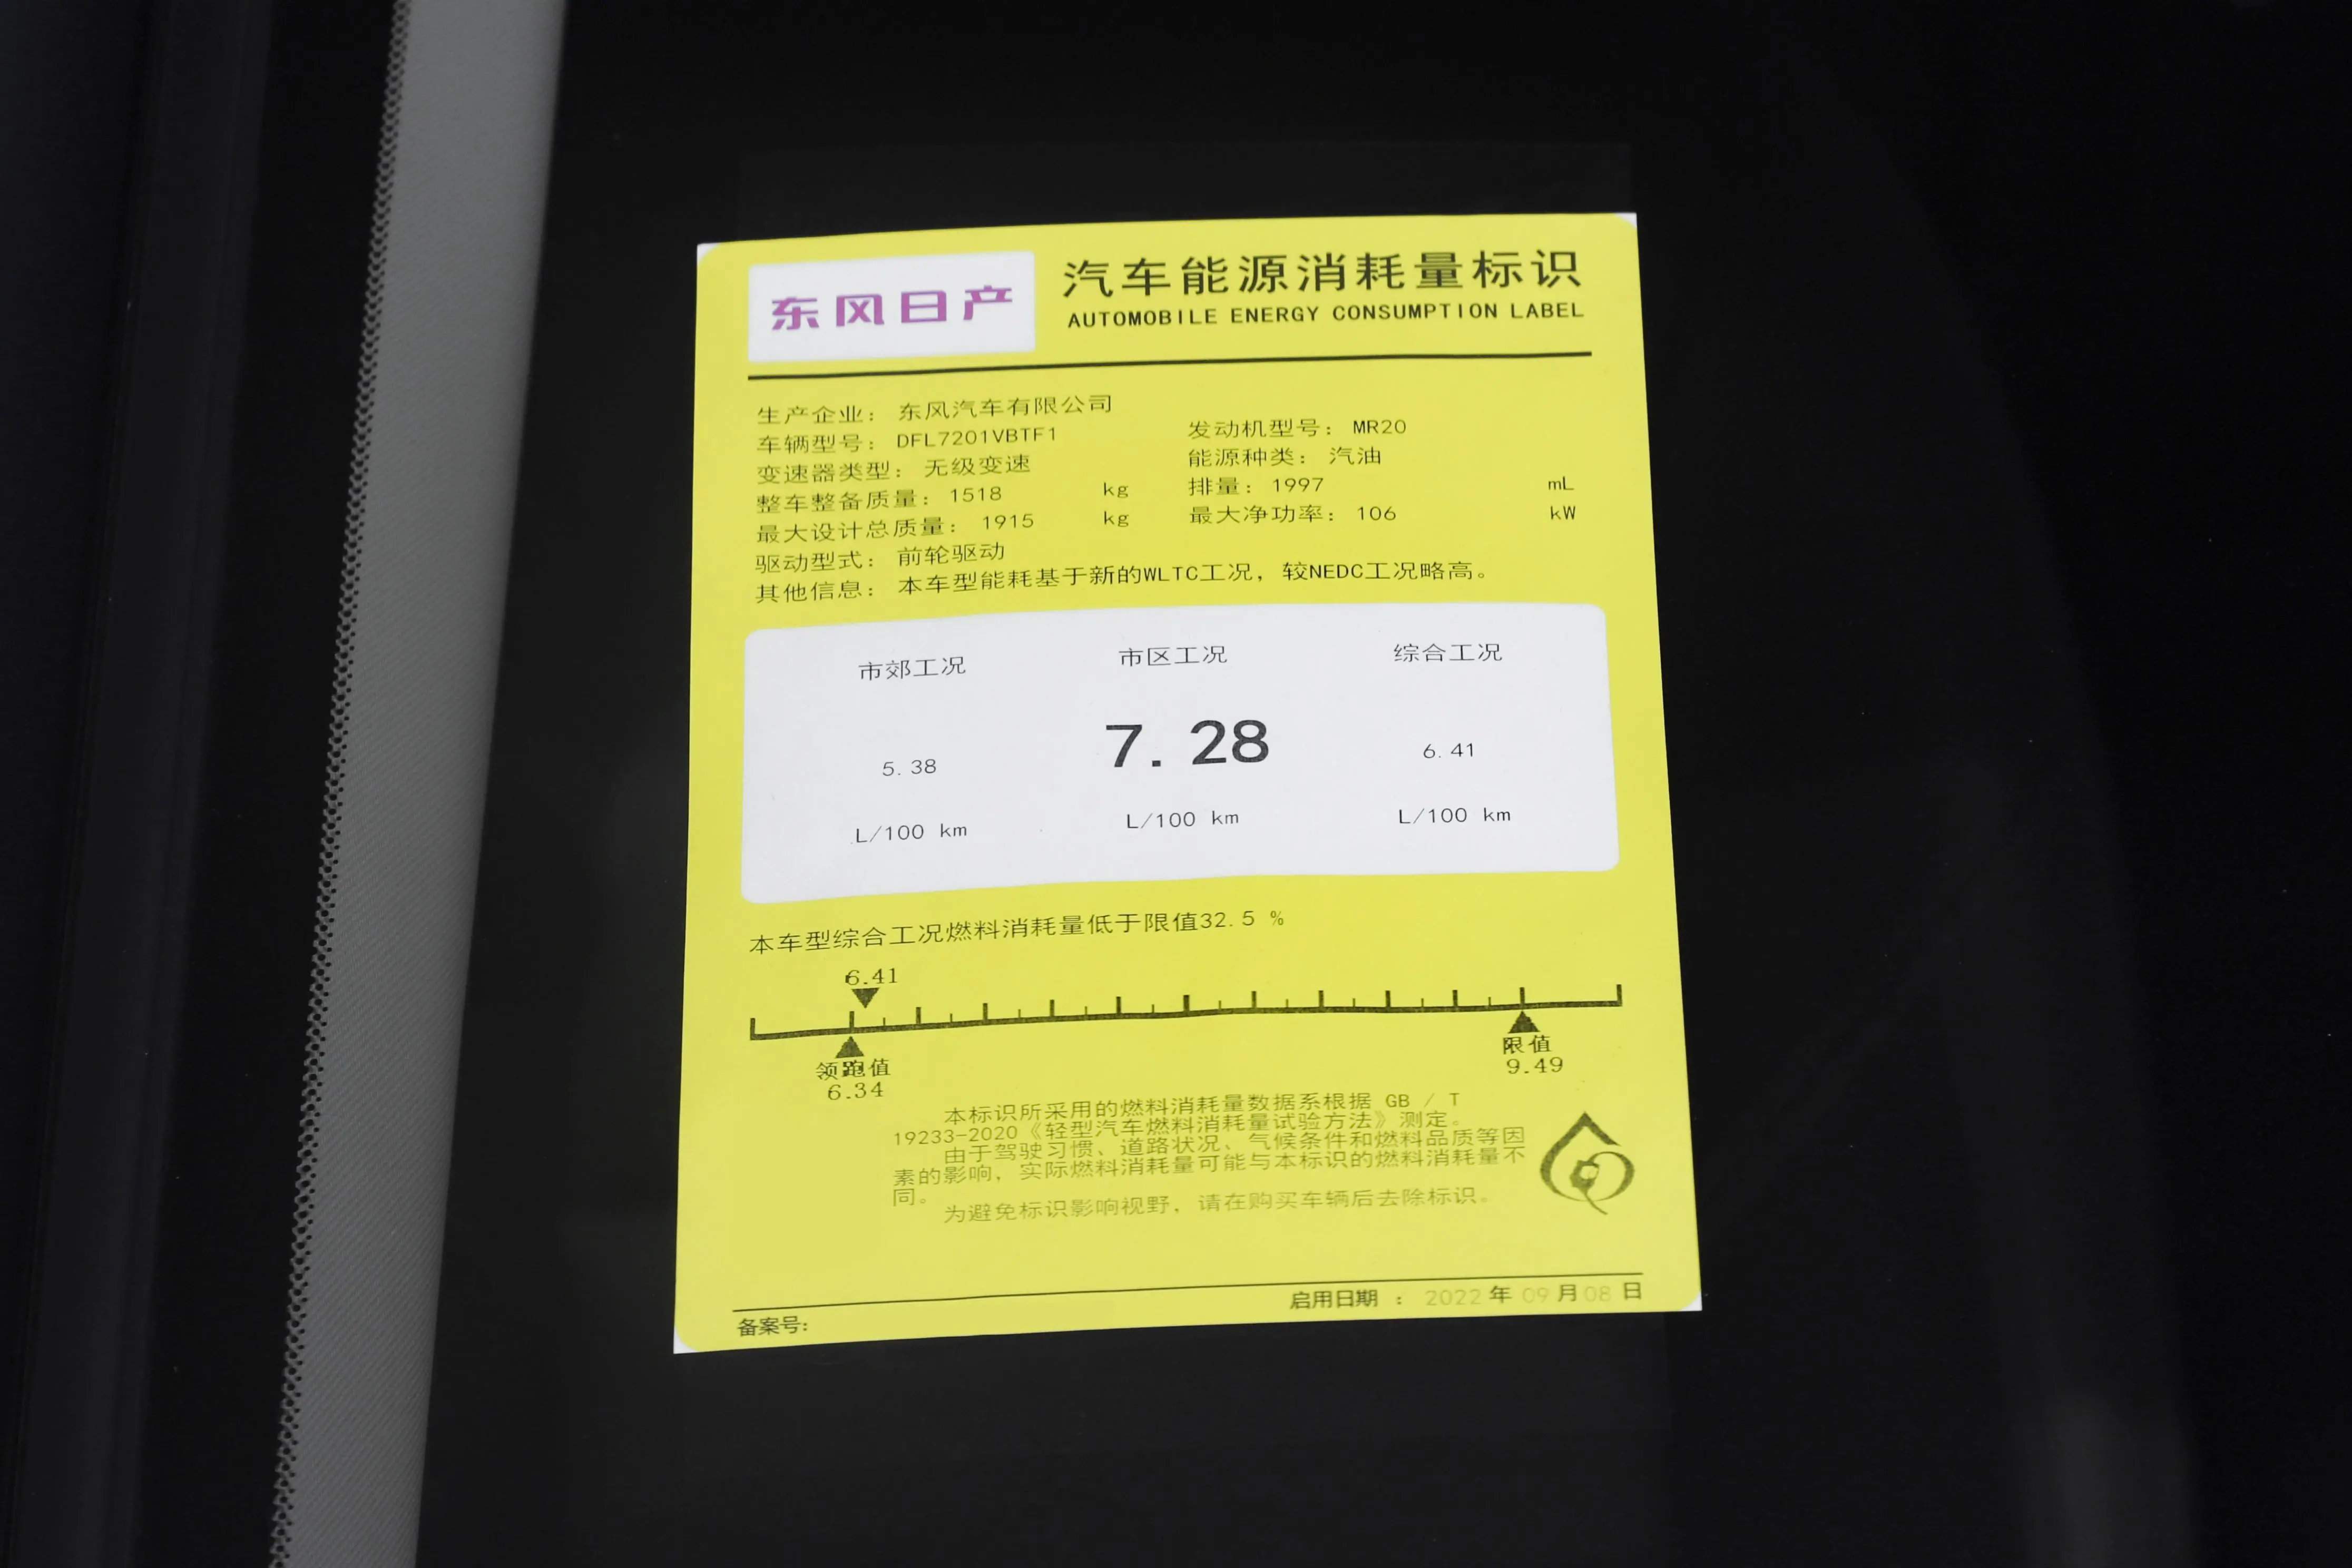 东风日产
汽车能源消耗量标识
AUTOMOBILE ENERGY CONSUMPTION LABEL
生产企业： 东风汽车有限公司
车辆型号： DFL7201VBTF1 发动机型号： MR20
变速器类型： 无级变速 能源种类： 汽油
整车整备质量： 1518 kg 排量： 1997 mL
最大设计总质量： 1915 kg 最大净功率： 106 kW
驱动型式： 前轮驱动
其他信息： 本车型能耗基于新的WLTC工况，较NEDC工况略高。
市郊工况 市区工况 综合工况
5.38 7.28 6.41
L/100 km L/100 km L/100 km
本车型综合工况燃料消耗量低于限值32.5 %
6.41
领跑值 限值
6.34 9.49
本标识所采用的燃料消耗量数据系根据 GB / T
19233-2020《轻型汽车燃料消耗量试验方法》测定。
由于驾驶习惯、道路状况、气候条件和燃料品质等因
素的影响，实际燃料消耗量可能与本标识的燃料消耗量不
同。
为避免标识影响视野，请在购买车辆后去除标识。
启用日期 ： 2022 年 09 月 08 日
备案号：